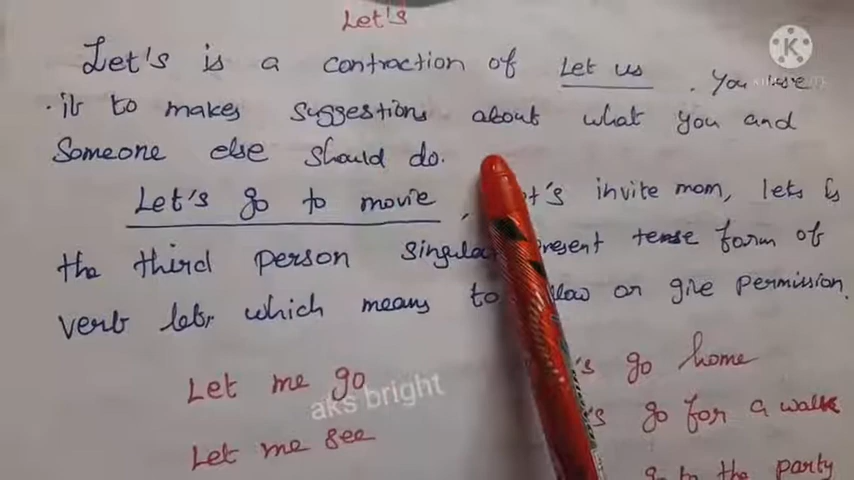 Let's
Let's is a contraction of Let us . You use
it to makes suggestions about what you and
Someone else should do.
Let's go to movie, invite mom, lets is
the third person present tense form of
verb which means to or give permission.
Let me go go home
Let me see go for a walk
go to the party
aks bright
K